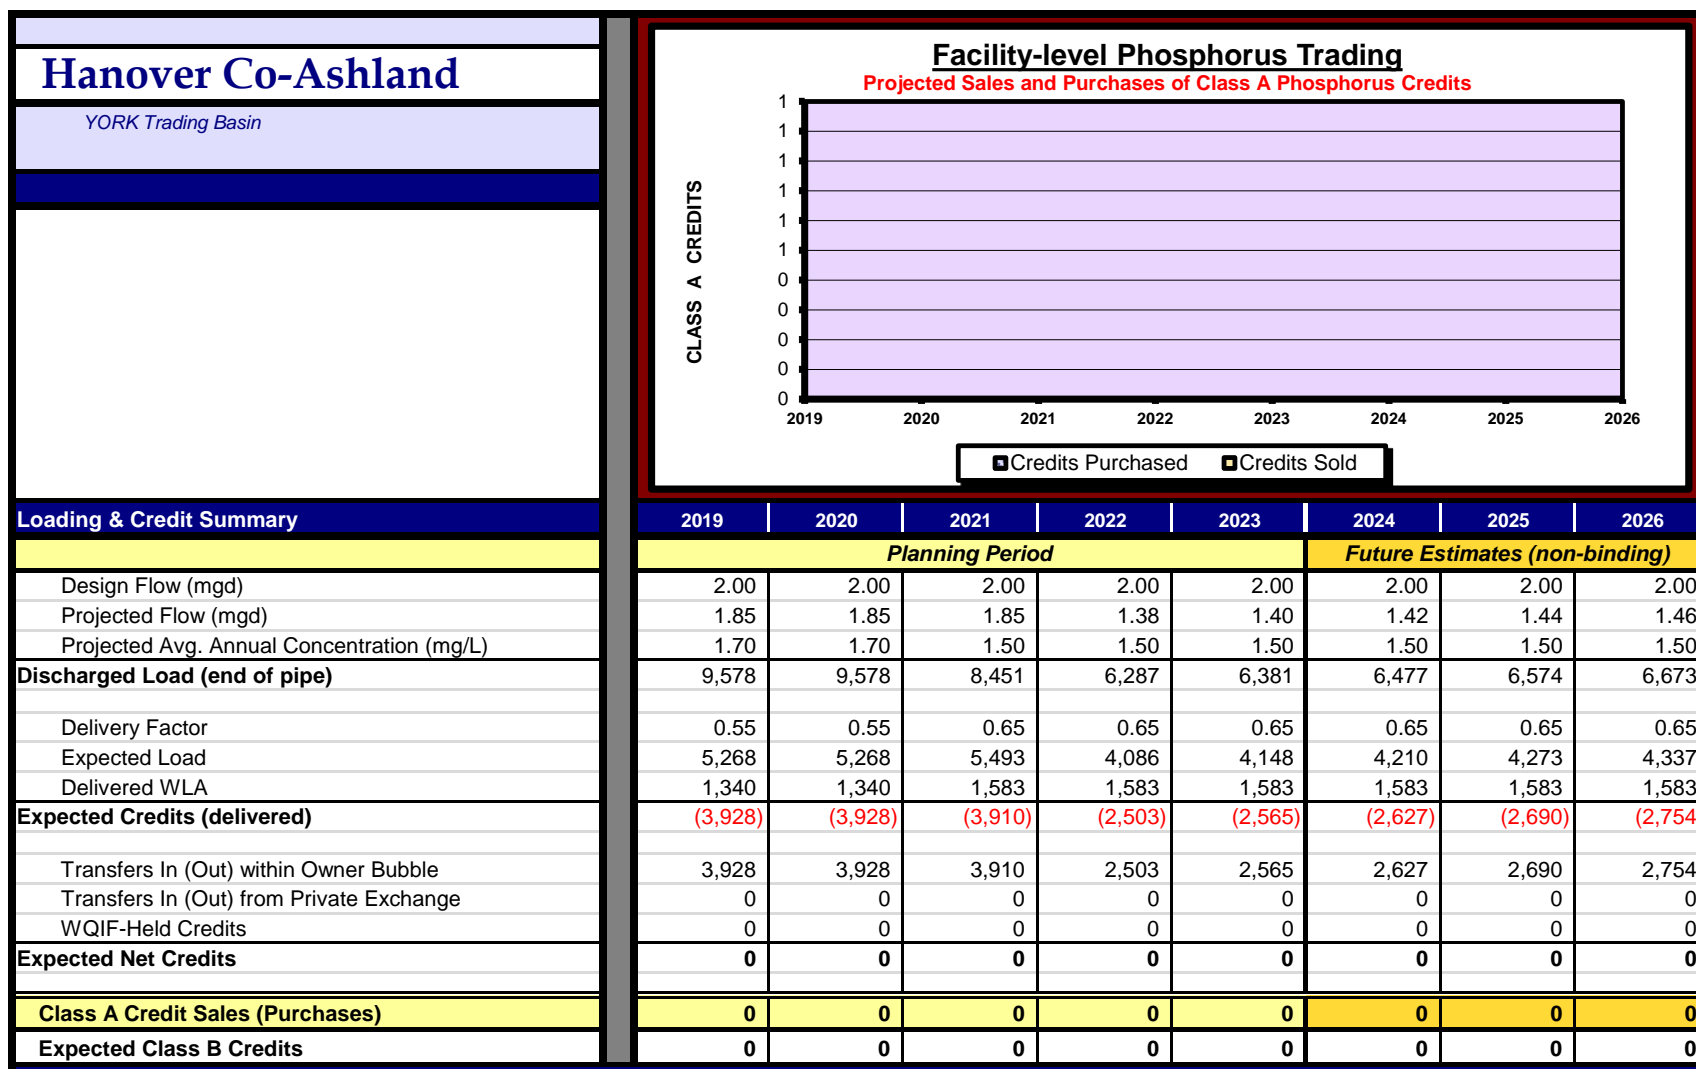 Hanover Co-Ashland
YORK Trading Basin
Facility-level Phosphorus Trading
Projected Sales and Purchases of Class A Phosphorus Credits
CLASS A CREDITS
1
1
1
1
1
1
0
0
0
0
0
2019 2020 2021 2022 2023 2024 2025 2026
Credits Purchased Credits Sold
Loading & Credit Summary 2019 2020 2021 2022 2023 2024 2025 2026
Planning Period Future Estimates (non-binding)
Design Flow (mgd) 2.00 2.00 2.00 2.00 2.00 2.00 2.00 2.00
Projected Flow (mgd) 1.85 1.85 1.85 1.38 1.40 1.42 1.44 1.46
Projected Avg. Annual Concentration (mg/L) 1.70 1.70 1.50 1.50 1.50 1.50 1.50 1.50
Discharged Load (end of pipe) 9,578 9,578 8,451 6,287 6,381 6,477 6,574 6,673
Delivery Factor 0.55 0.55 0.65 0.65 0.65 0.65 0.65 0.65
Expected Load 5,268 5,268 5,493 4,086 4,148 4,210 4,273 4,337
Delivered WLA 1,340 1,340 1,583 1,583 1,583 1,583 1,583 1,583
Expected Credits (delivered) (3,928) (3,928) (3,910) (2,503) (2,565) (2,627) (2,690) (2,754
Transfers In (Out) within Owner Bubble 3,928 3,928 3,910 2,503 2,565 2,627 2,690 2,754
Transfers In (Out) from Private Exchange 0 0 0 0 0 0 0 0
WQIF-Held Credits 0 0 0 0 0 0 0 0
Expected Net Credits 0 0 0 0 0 0 0 0
Class A Credit Sales (Purchases) 0 0 0 0 0 0 0 0
Expected Class B Credits 0 0 0 0 0 0 0 0